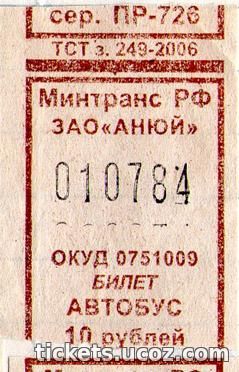 сер. ПР-726
ТСТ з. 249-2006
Минтранс РФ
ЗАО «АНЮЙ»
010784
ОКУД 0751009
БИЛЕТ
АВТОБУС
10 рублей
tickets.ucoz.com